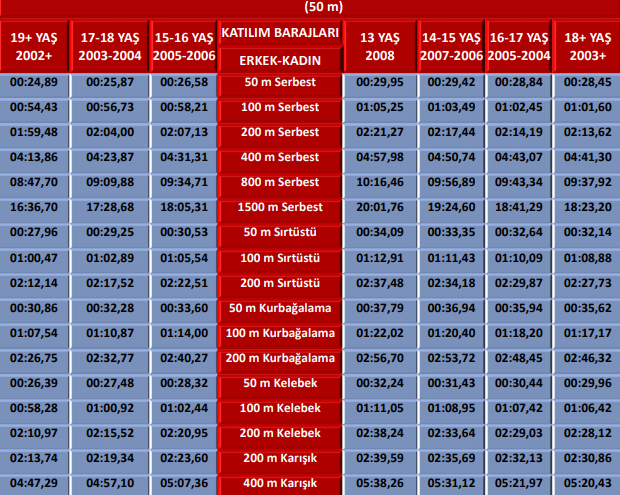 (50 m)
19+ YAŞ 17-18 YAŞ 15-16 YAŞ KATILIM BARAJLARI 13 YAŞ 14-15 YAŞ 16-17 YAŞ 18+ YAŞ
2002+ 2003-2004 2005-2006 ERKEK-KADIN 2008 2007-2006 2005-2004 2003+
00:24,89 00:25,87 00:26,58 50 m Serbest 00:29,95 00:29,42 00:28,84 00:28,45
00:54,43 00:56,73 00:58,21 100 m Serbest 01:05,25 01:03,49 01:02,45 01:01,60
01:59,48 02:04,00 02:07,13 200 m Serbest 02:21,27 02:17,44 02:14,19 02:13,62
04:13,86 04:23,87 04:31,31 400 m Serbest 04:57,98 04:50,74 04:43,07 04:41,30
08:47,70 09:09,88 09:34,71 800 m Serbest 10:16,46 09:56,89 09:43,34 09:37,92
16:36,70 17:28,68 18:05,31 1500 m Serbest 20:01,76 19:24,60 18:41,29 18:23,20
00:27,96 00:29,25 00:30,53 50 m Sırtüstü 00:34,09 00:33,35 00:32,64 00:32,14
01:00,47 01:02,89 01:05,54 100 m Sırtüstü 01:12,91 01:11,43 01:10,09 01:08,88
02:12,14 02:17,52 02:22,51 200 m Sırtüstü 02:37,48 02:34,18 02:29,87 02:27,73
00:30,86 00:32,28 00:33,60 50 m Kurbağalama 00:37,79 00:36,94 00:35,94 00:35,62
01:07,54 01:10,87 01:14,00 100 m Kurbağalama 01:22,02 01:20,40 01:18,20 01:17,17
02:26,75 02:32,77 02:40,27 200 m Kurbağalama 02:56,70 02:53,72 02:48,45 02:46,32
00:26,39 00:27,48 00:28,32 50 m Kelebek 00:32,24 00:31,43 00:30,44 00:29,96
00:58,28 01:00,92 01:02,44 100 m Kelebek 01:11,05 01:08,95 01:07,42 01:06,42
02:10,97 02:15,52 02:20,95 200 m Kelebek 02:38,24 02:33,64 02:29,03 02:28,12
02:13,74 02:19,34 02:23,60 200 m Karışık 02:39,59 02:35,69 02:32,13 02:30,86
04:47,29 04:57,10 05:07,36 400 m Karışık 05:38,26 05:31,12 05:21,97 05:20,43